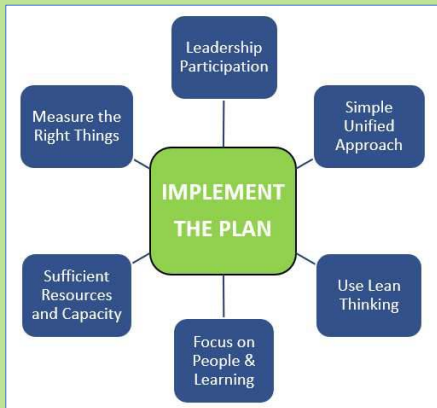 Leadership
Participation
Simple
Unified
Approach
Use Lean
Thinking
Focus on
People &
Learning
Sufficient
Resources
and Capacity
Measure the
Right Things
IMPLEMENT
THE PLAN